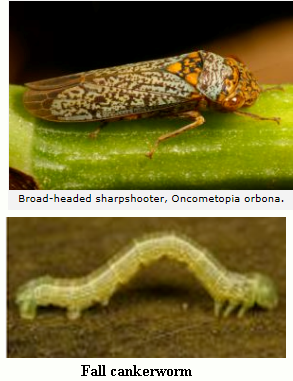 Broad-headed sharpshooter, Oncometopia orbona.
Fall cankerworm